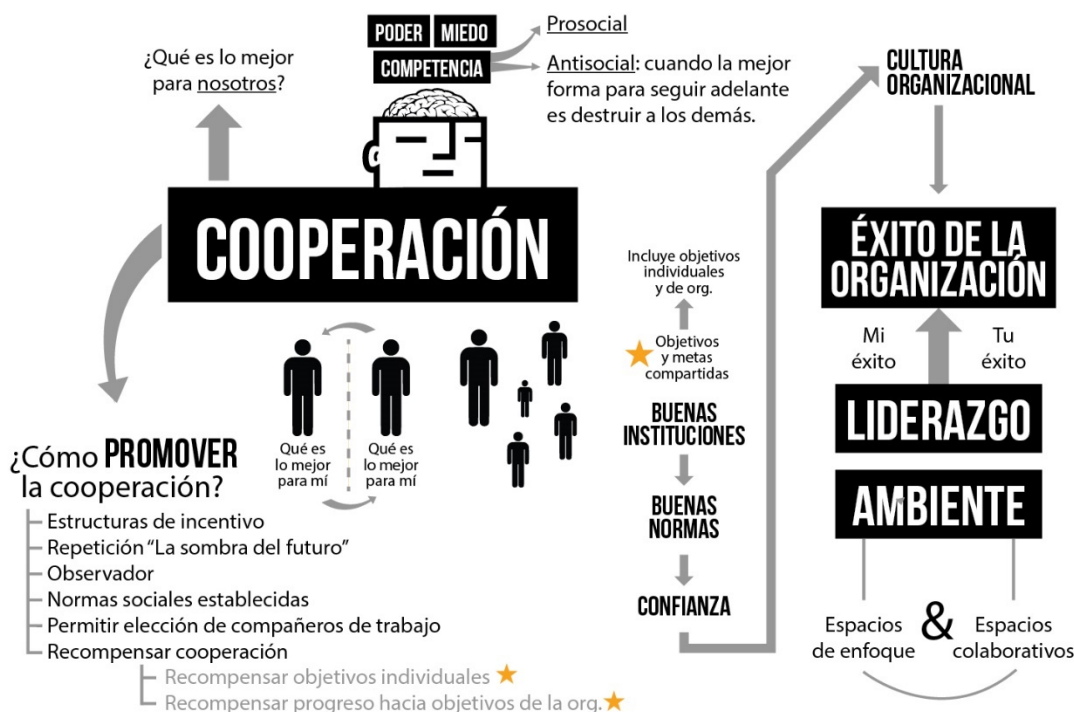 PODER
MIEDO
COMPETENCIA
Prosocial
Antisocial: cuando la mejor
forma para seguir adelante
es destruir a los demás.
¿Qué es lo mejor
para nosotros?
COOPERACIÓN
Qué es
lo mejor
para mí
Qué es
lo mejor
para mí
¿Cómo PROMOVER
la cooperación?
Estructuras de incentivo
Repetición “La sombra del futuro”
Observador
Normas sociales establecidas
Permitir elección de compañeros de trabajo
Recompensar cooperación
Recompensar objetivos individuales
Recompensar progreso hacia objetivos de la org.
Incluye objetivos
individuales
y de org.
Objetivos
y metas
compartidas
BUENAS
INSTITUCIONES
BUENAS
NORMAS
CONFIANZA
CULTURA
ORGANIZACIONAL
ÉXITO DE LA
ORGANIZACIÓN
Mi
éxito
Tu
éxito
LIDERAZGO
AMBIENTE
Espacios
de enfoque
&
Espacios
colaborativos